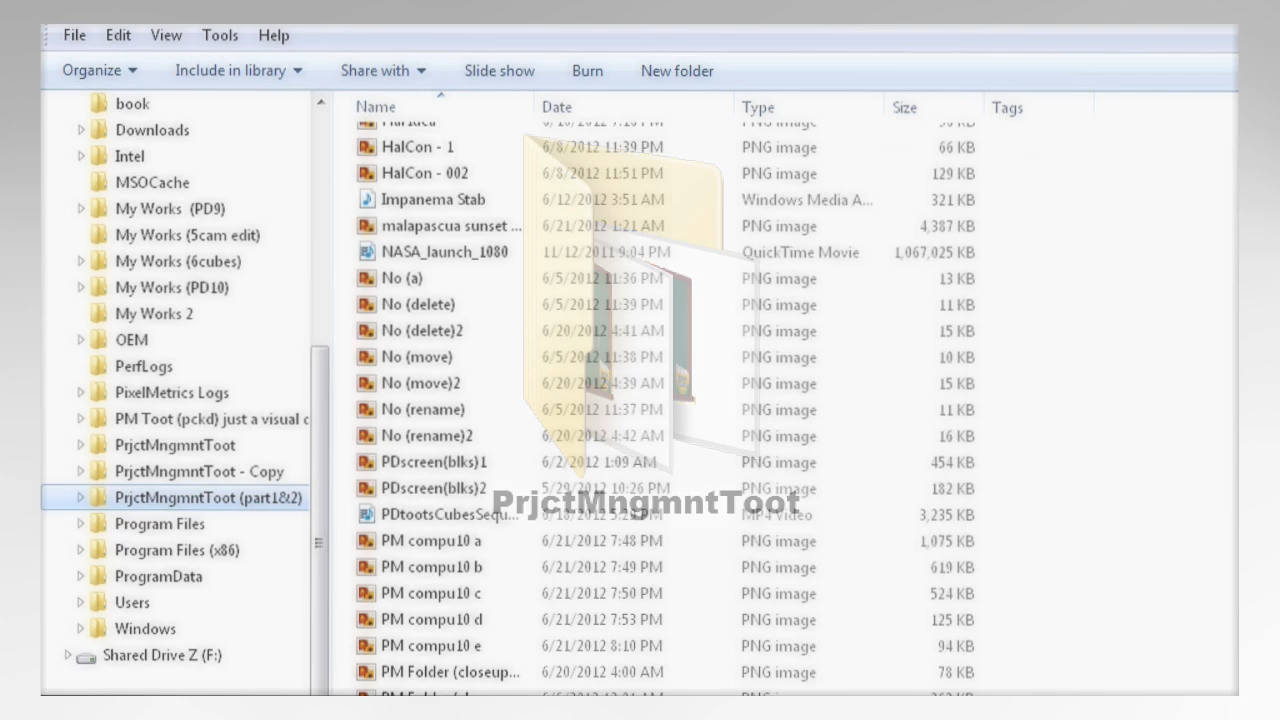 File Edit View Tools Help
Organize Include in library Share with Slide show Burn New folder
book
Downloads
Intel
MSOCache
My Works (PD9)
My Works (5cam edit)
My Works (6cubes)
My Works (PD10)
My Works 2
OEM
PerfLogs
PixelMetrics Logs
PM Toot (pckd) just a visual c
PrjctMngmntToot
PrjctMngmntToot - Copy
PrjctMngmntToot (part1&2)
Program Files
Program Files (x86)
ProgramData
Users
Windows
Shared Drive Z (F:)
Name Date Type Size Tags
HalCon - 1 6/8/2012 11:39 PM PNG image 66 KB
HalCon - 002 6/8/2012 11:51 PM PNG image 129 KB
Impanema Stab 6/12/2012 3:51 AM Windows Media A... 321 KB
malapascua sunset ... 6/21/2012 1:21 AM PNG image 4,387 KB
NASA_launch_1080 11/12/2011 9:04 PM QuickTime Movie 1,067,025 KB
No (a) 6/5/2012 11:36 PM PNG image 13 KB
No (delete) 6/5/2012 11:39 PM PNG image 11 KB
No (delete)2 6/20/2012 4:41 AM PNG image 15 KB
No (move) 6/5/2012 11:38 PM PNG image 10 KB
No (move)2 6/20/2012 4:39 AM PNG image 15 KB
No (rename) 6/5/2012 11:37 PM PNG image 11 KB
No (rename)2 6/20/2012 4:42 AM PNG image 16 KB
PDscreen(blks)1 6/2/2012 1:09 AM PNG image 454 KB
PDscreen(blks)2 5/29/2012 10:26 PM PNG image 182 KB
PrjctMngmntToot
PDtootsCubesSequ... MP4 Video 3,235 KB
PM compu10 a 6/21/2012 7:48 PM PNG image 1,075 KB
PM compu10 b 6/21/2012 7:49 PM PNG image 619 KB
PM compu10 c 6/21/2012 7:50 PM PNG image 524 KB
PM compu10 d 6/21/2012 7:53 PM PNG image 125 KB
PM compu10 e 6/21/2012 8:10 PM PNG image 94 KB
PM Folder (closeup... 6/20/2012 4:00 AM PNG image 78 KB